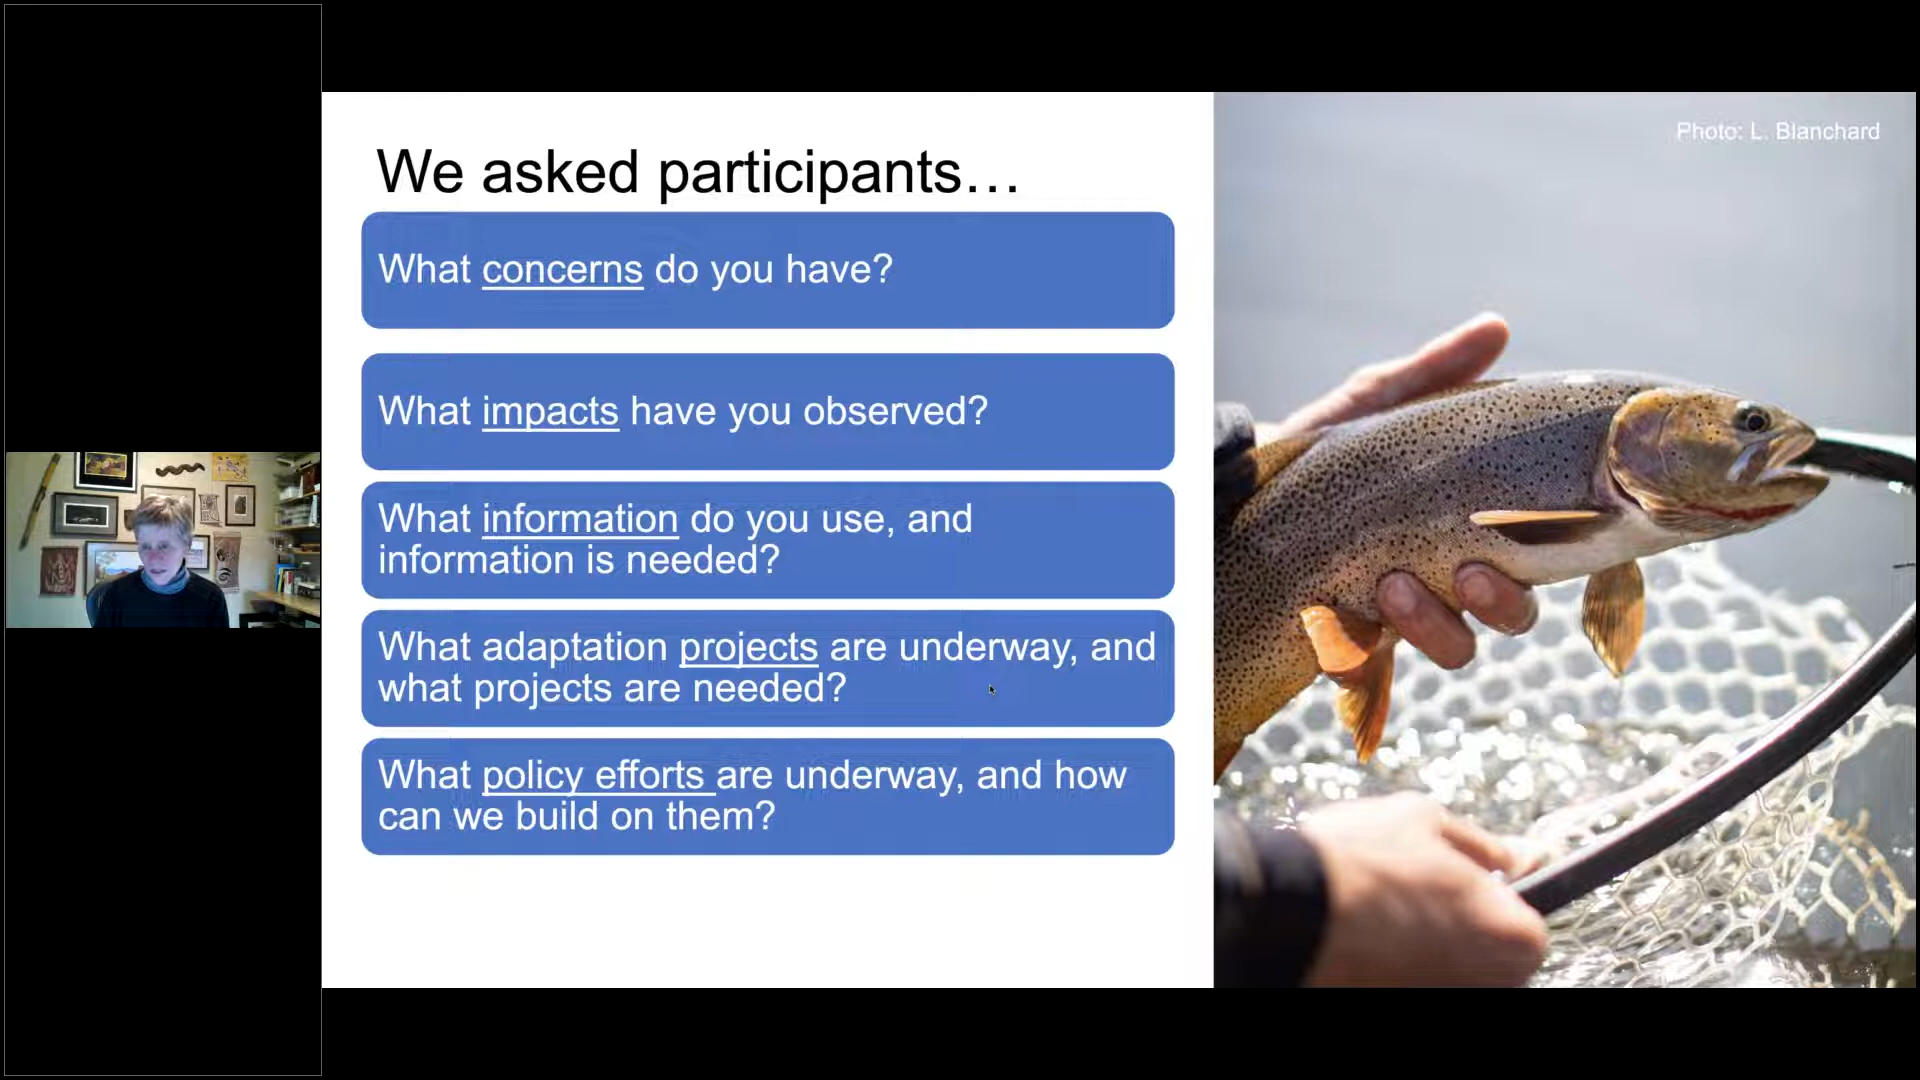 Photo: L. Blanchard
We asked participants…
What concerns do you have?
What impacts have you observed?
What information do you use, and
information is needed?
What adaptation projects are underway, and
what projects are needed?
What policy efforts are underway, and how
can we build on them?